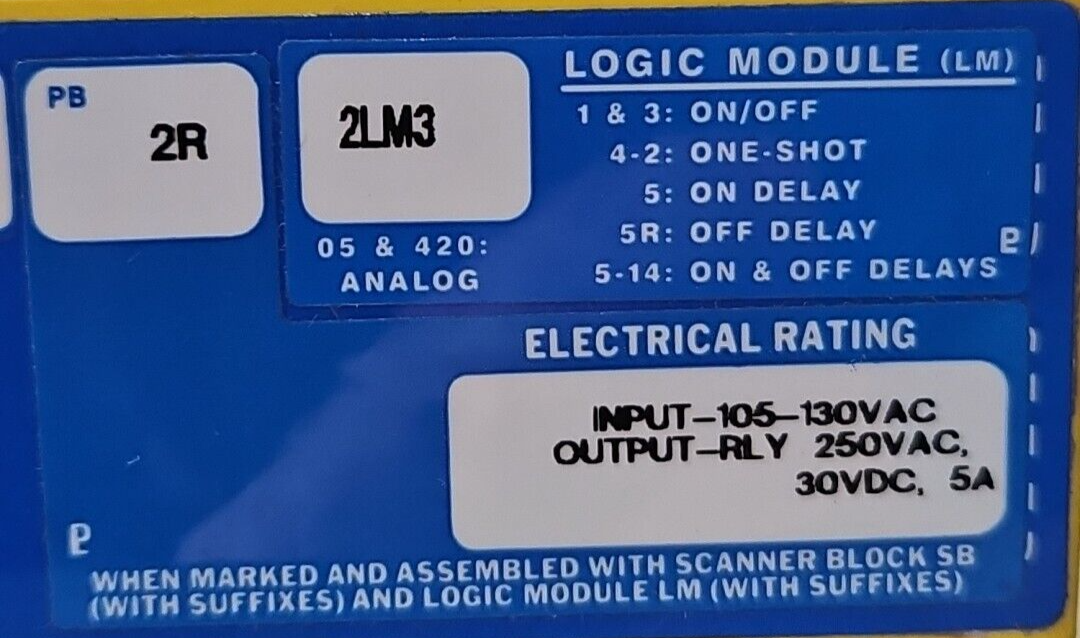 PB
2R
2LM3
05 & 420:
ANALOG
LOGIC MODULE (LM)
1 & 3: ON/OFF
4-2: ONE-SHOT
5: ON DELAY
5R: OFF DELAY
5-14: ON & OFF DELAYS
ELECTRICAL RATING
INPUT-105-130VAC
OUTPUT-RLY 250VAC,
30VDC, 5A
WHEN MARKED AND ASSEMBLED WITH SCANNER BLOCK SB
(WITH SUFFIXES) AND LOGIC MODULE LM (WITH SUFFIXES)